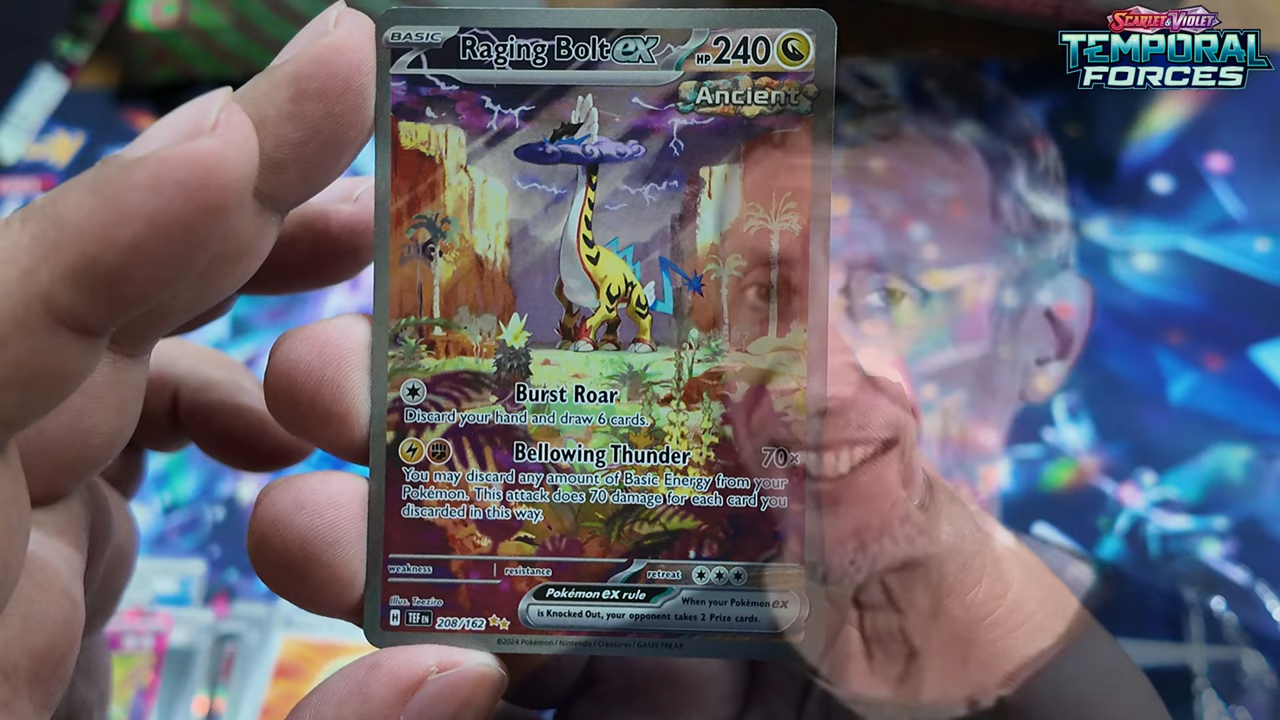 SCARLET & VIOLET
TEMPORAL
FORCES
BASIC
Raging Bolt ex
HP 240
Ancient
Burst Roar
Discard your hand and draw 6 cards.
Bellowing Thunder 70×
You may discard any amount of Basic Energy from your
Pokémon. This attack does 70 damage for each card you
discarded in this way.
weakness
resistance
retreat
Illus. Teeziro
Pokémon ex rule
When your Pokémon ex
is Knocked Out, your opponent takes 2 Prize cards.
H TEF EN 208/162
©2024 Pokémon / Nintendo / Creatures / GAME FREAK